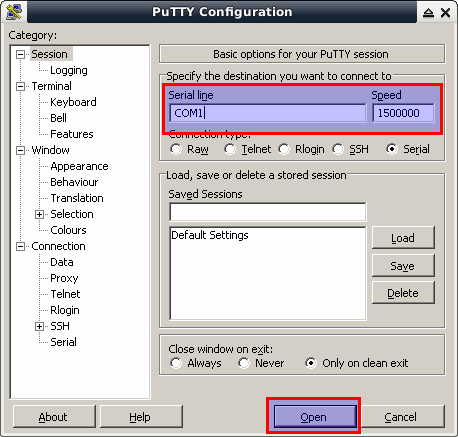 PuTTY Configuration
Category:
Session
Logging
Terminal
Keyboard
Bell
Features
Window
Appearance
Behaviour
Translation
Selection
Colours
Connection
Data
Proxy
Telnet
Rlogin
SSH
Serial
Basic options for your PuTTY session
Specify the destination you want to connect to
Serial line Speed
COM1 1500000
Connection type:
Raw Telnet Rlogin SSH Serial
Load, save or delete a stored session
Saved Sessions
Default Settings
Load
Save
Delete
Close window on exit:
Always Never Only on clean exit
About Help Open Cancel